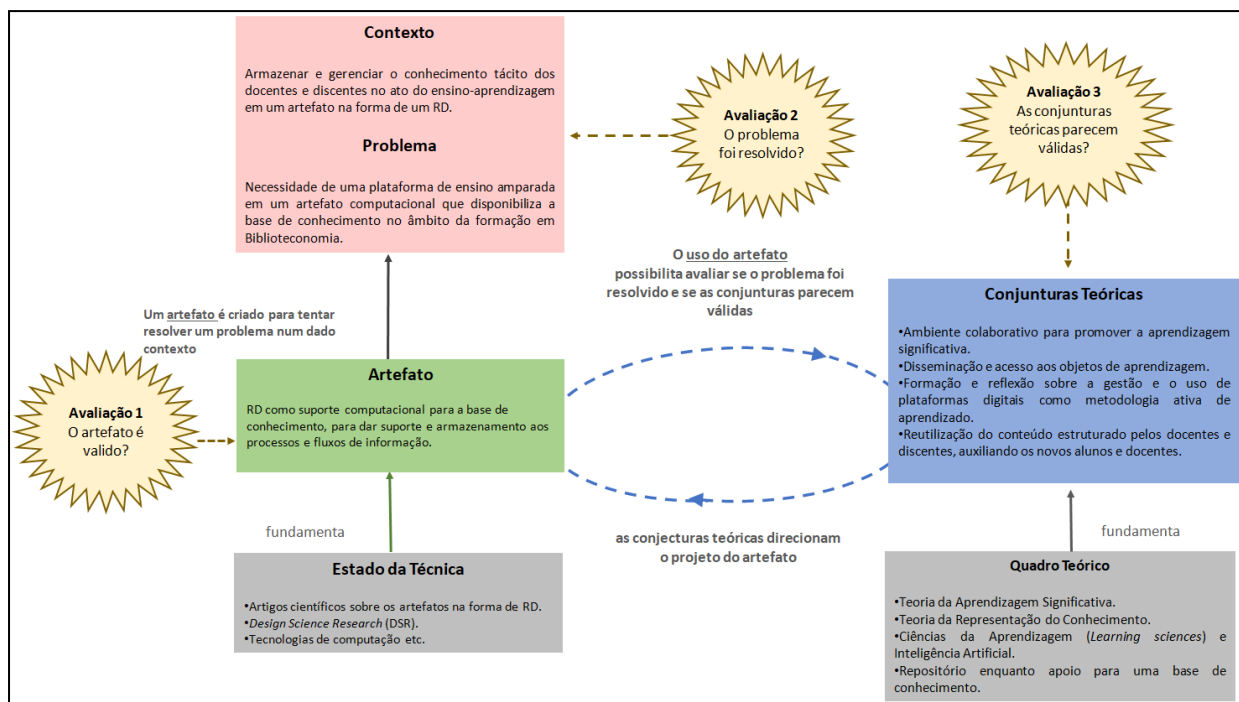 Contexto
Armazenar e gerenciar o conhecimento tácito dos
docentes e discentes no ato do ensino-aprendizagem
em um artefato na forma de um RD.
Problema
Necessidade de uma plataforma de ensino amparada
em um artefato computacional que disponibiliza a
base de conhecimento no âmbito da formação em
Biblioteconomia.
Avaliação 2
O problema
foi resolvido?
Avaliação 3
As conjunturas
teóricas parecem
válidas?
O uso do artefato
possibilita avaliar se o problema foi
resolvido e se as conjunturas parecem
válidas
Um artefato é criado para tentar
resolver um problema num dado
contexto
Avaliação 1
O artefato é
valido?
Artefato
RD como suporte computacional para a base de
conhecimento, para dar suporte e armazenamento aos
processos e fluxos de informação.
Conjunturas Teóricas
•Ambiente colaborativo para promover a aprendizagem
significativa.
•Disseminação e acesso aos objetos de aprendizagem.
•Formação e reflexão sobre a gestão e o uso de
plataformas digitais como metodologia ativa de
aprendizado.
•Reutilização do conteúdo estruturado pelos docentes e
discentes, auxiliando os novos alunos e docentes.
fundamenta
as conjecturas teóricas direcionam
o projeto do artefato
fundamenta
Estado da Técnica
•Artigos científicos sobre os artefatos na forma de RD.
•Design Science Research (DSR).
•Tecnologias de computação etc.
Quadro Teórico
•Teoria da Aprendizagem Significativa.
•Teoria da Representação do Conhecimento.
•Ciências da Aprendizagem (Learning sciences) e
Inteligência Artificial.
•Repositório enquanto apoio para uma base de
conhecimento.